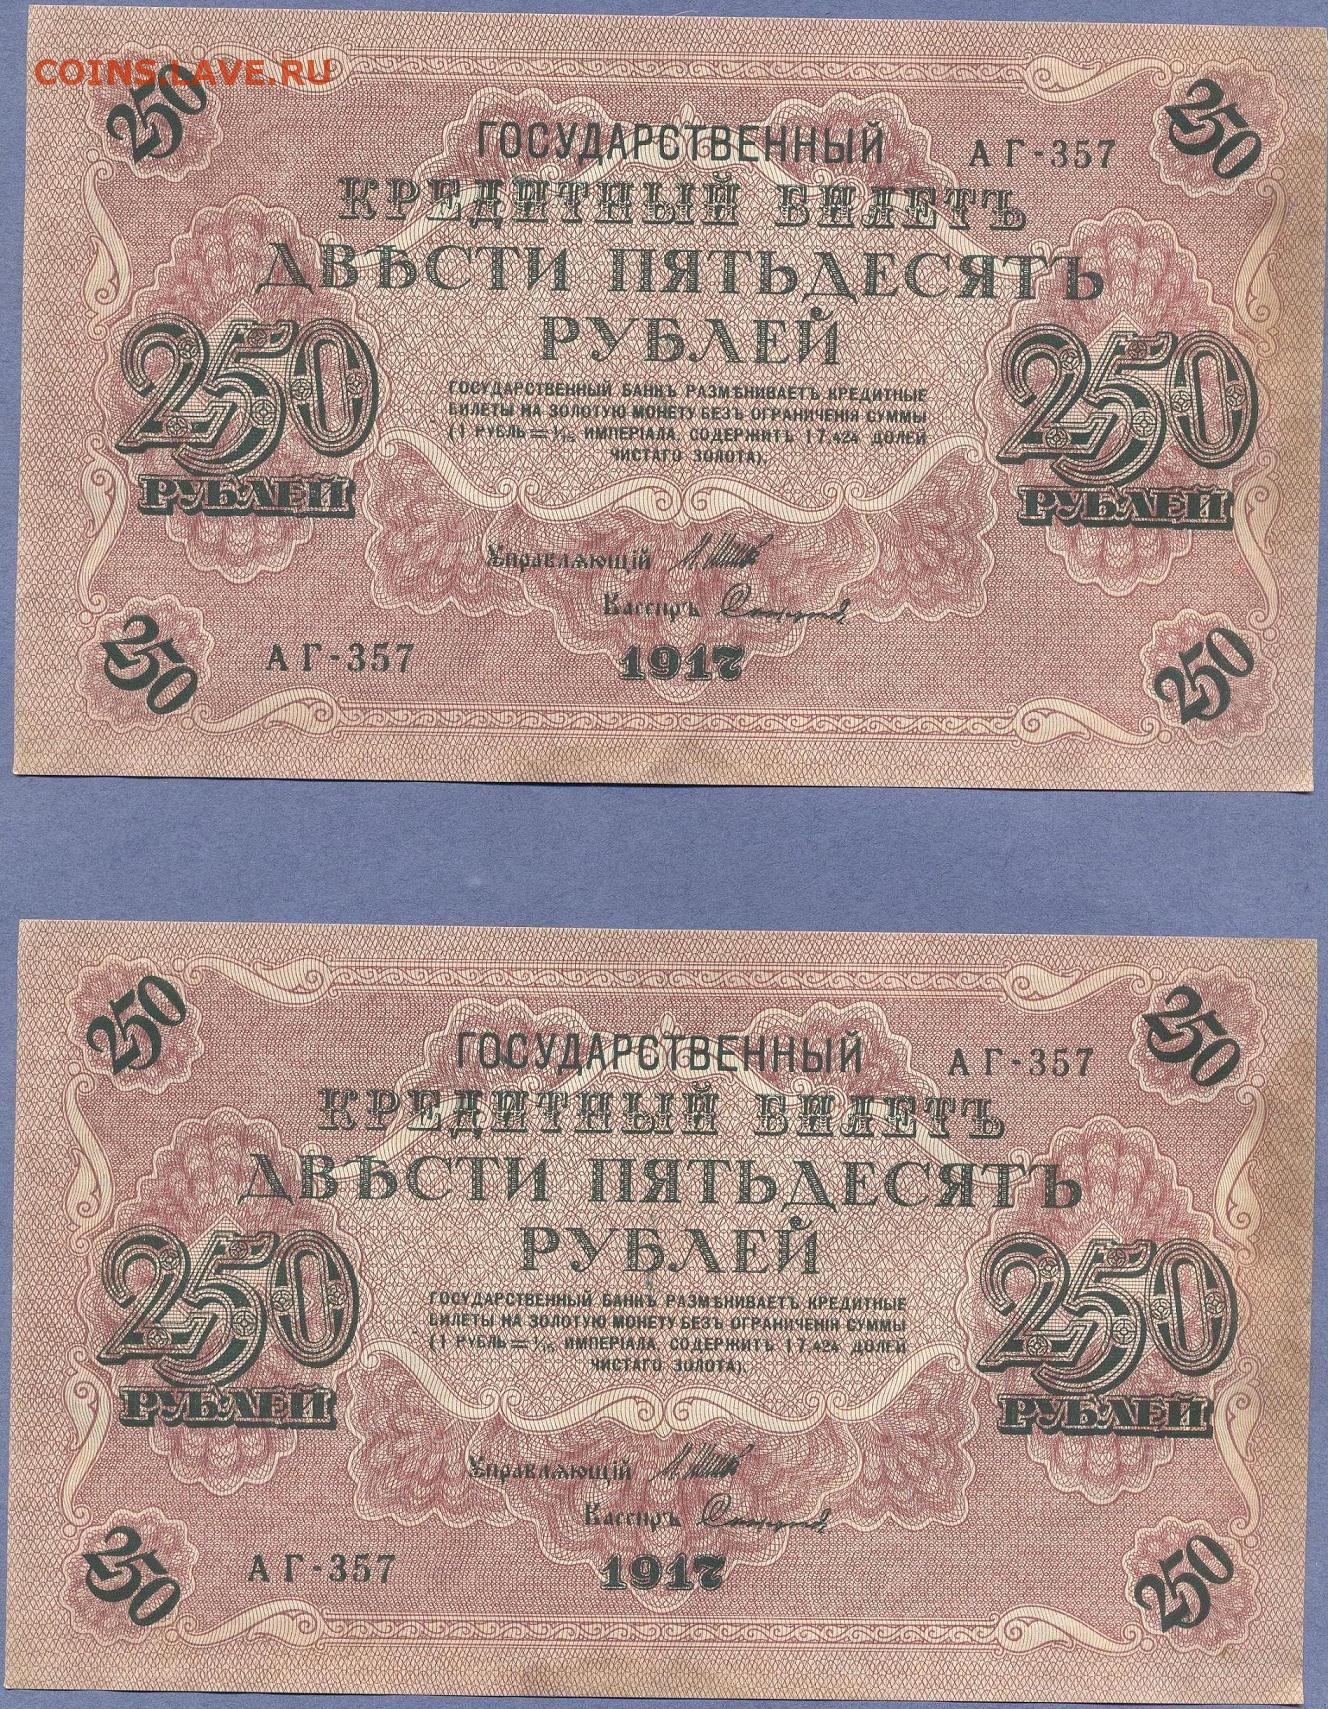 COINS.LAVE.RU
250 250
ГОСУДАРСТВЕННЫЙ АГ-357
КРЕДИТНЫЙ БИЛЕТЪ
ДВѢСТИ ПЯТЬДЕСЯТЪ
РУБЛЕЙ
250 250
РУБЛЕЙ РУБЛЕЙ
ГОСУДАРСТВЕННЫЙ БАНКЪ РАЗМѢНИВАЕТЪ КРЕДИТНЫЕ
БИЛЕТЫ НА ЗОЛОТУЮ МОНЕТУ БЕЗЪ ОГРАНИЧЕНІЯ СУММЫ
(1 РУБЛЬ=1/15 ИМПЕРІАЛА, СОДЕРЖИТЪ 17,424 ДОЛЕЙ
ЧИСТАГО ЗОЛОТА).
Управляющій
Кассиръ
АГ-357 1917
250 250
250 250
ГОСУДАРСТВЕННЫЙ АГ-357
КРЕДИТНЫЙ БИЛЕТЪ
ДВѢСТИ ПЯТЬДЕСЯТЪ
РУБЛЕЙ
250 250
РУБЛЕЙ РУБЛЕЙ
ГОСУДАРСТВЕННЫЙ БАНКЪ РАЗМѢНИВАЕТЪ КРЕДИТНЫЕ
БИЛЕТЫ НА ЗОЛОТУЮ МОНЕТУ БЕЗЪ ОГРАНИЧЕНІЯ СУММЫ
(1 РУБЛЬ=1/15 ИМПЕРІАЛА, СОДЕРЖИТЪ 17,424 ДОЛЕЙ
ЧИСТАГО ЗОЛОТА).
Управляющій
Кассиръ
АГ-357 1917
250 250